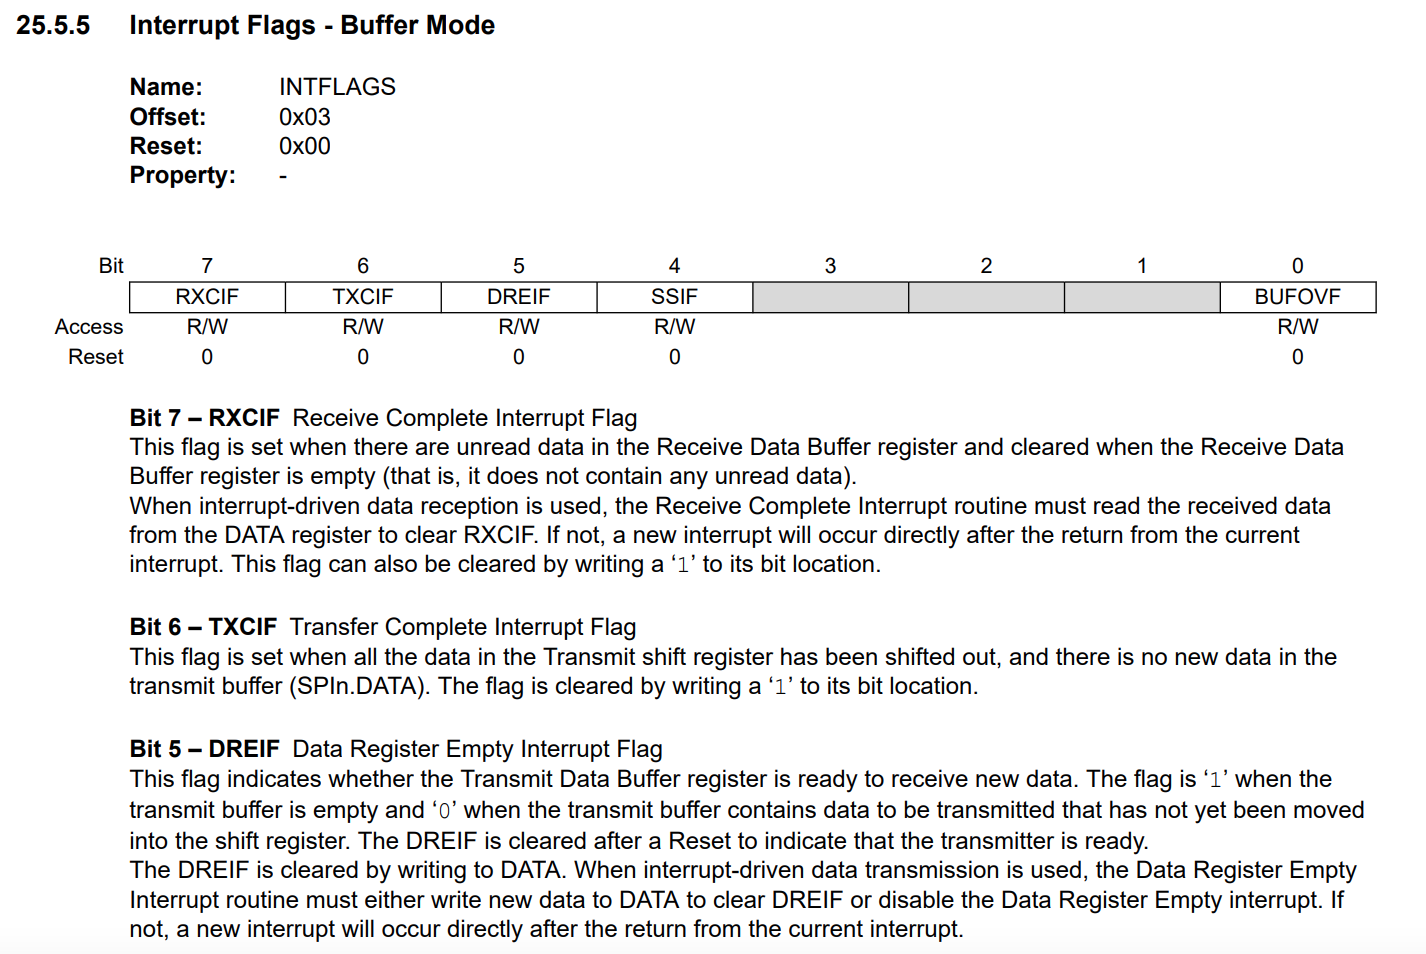 25.5.5 Interrupt Flags - Buffer Mode
Name: INTFLAGS
Offset: 0x03
Reset: 0x00
Property: -
Bit 7 6 5 4 3 2 1 0
RXCIF TXCIF DREIF SSIF BUFOVF
Access R/W R/W R/W R/W R/W
Reset 0 0 0 0 0
Bit 7 – RXCIF Receive Complete Interrupt Flag
This flag is set when there are unread data in the Receive Data Buffer register and cleared when the Receive Data
Buffer register is empty (that is, it does not contain any unread data).
When interrupt-driven data reception is used, the Receive Complete Interrupt routine must read the received data
from the DATA register to clear RXCIF. If not, a new interrupt will occur directly after the return from the current
interrupt. This flag can also be cleared by writing a ‘1’ to its bit location.
Bit 6 – TXCIF Transfer Complete Interrupt Flag
This flag is set when all the data in the Transmit shift register has been shifted out, and there is no new data in the
transmit buffer (SPIn.DATA). The flag is cleared by writing a ‘1’ to its bit location.
Bit 5 – DREIF Data Register Empty Interrupt Flag
This flag indicates whether the Transmit Data Buffer register is ready to receive new data. The flag is ‘1’ when the
transmit buffer is empty and ‘0’ when the transmit buffer contains data to be transmitted that has not yet been moved
into the shift register. The DREIF is cleared after a Reset to indicate that the transmitter is ready.
The DREIF is cleared by writing to DATA. When interrupt-driven data transmission is used, the Data Register Empty
Interrupt routine must either write new data to DATA to clear DREIF or disable the Data Register Empty interrupt. If
not, a new interrupt will occur directly after the return from the current interrupt.